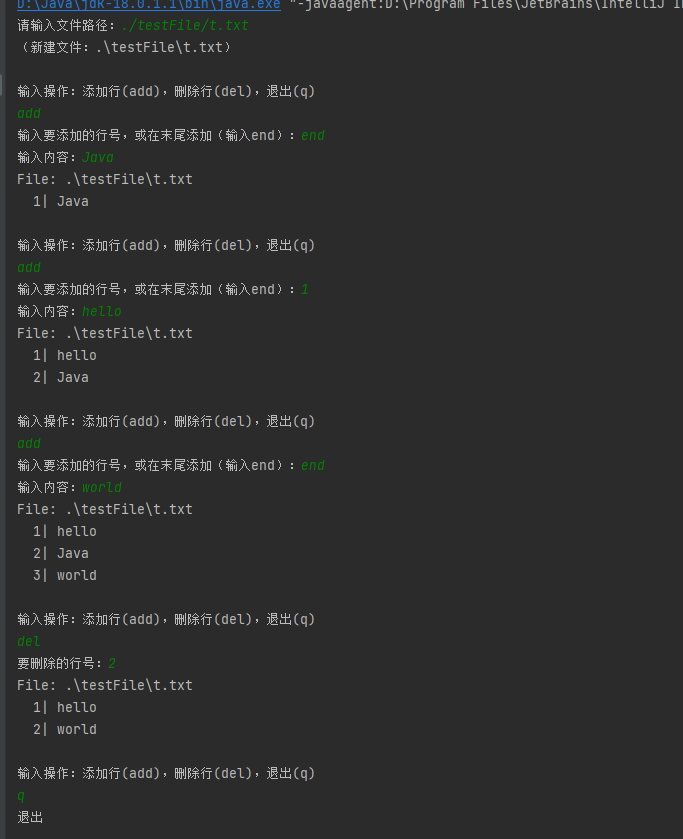 D:\Java\jdk-18.0.1.1\bin\java.exe "-javaagent:D:\Program Files\JetBrains\IntelliJ
请输入文件路径：./testFile/t.txt
（新建文件：.\testFile\t.txt）
输入操作：添加行(add)，删除行(del)，退出(q)
add
输入要添加的行号，或在末尾添加（输入end）：end
输入内容：Java
File: .\testFile\t.txt
1| Java
输入操作：添加行(add)，删除行(del)，退出(q)
add
输入要添加的行号，或在末尾添加（输入end）：1
输入内容：hello
File: .\testFile\t.txt
1| hello
2| Java
输入操作：添加行(add)，删除行(del)，退出(q)
add
输入要添加的行号，或在末尾添加（输入end）：end
输入内容：world
File: .\testFile\t.txt
1| hello
2| Java
3| world
输入操作：添加行(add)，删除行(del)，退出(q)
del
要删除的行号：2
File: .\testFile\t.txt
1| hello
2| world
输入操作：添加行(add)，删除行(del)，退出(q)
q
退出